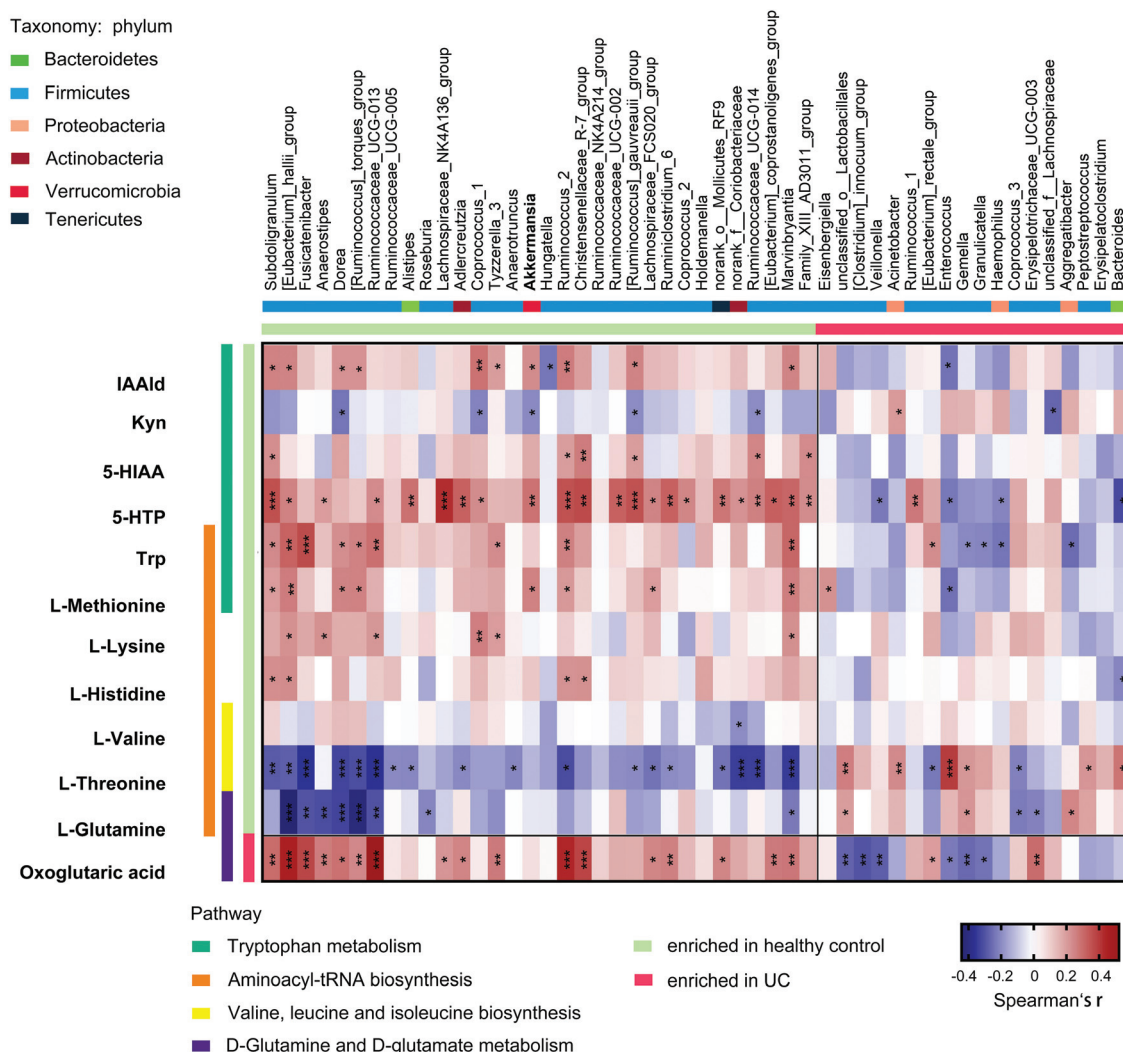 Taxonomy: phylum
Bacteroidetes
Firmicutes
Proteobacteria
Actinobacteria
Verrucomicrobia
Tenericutes
Subdoligranulum
[Eubacterium]_hallii_group
Fusicatenibacter
Anaerostipes
Dorea
[Ruminococcus]_torques_group
Ruminococcaceae_UCG-013
Ruminococcaceae_UCG-005
Alistipes
Roseburia
Lachnospiraceae_NK4A136_group
Adlercreutzia
Coprococcus_1
Tyzzerella_3
Anaerotruncus
Akkermansia
Hungatella
Ruminococcus_2
Christensenellaceae_R-7_group
Ruminococcaceae_NK4A214_group
Ruminococcaceae_UCG-002
[Ruminococcus]_gauvreauii_group
Lachnospiraceae_FCS020_group
Ruminiclostridium_6
Coprococcus_2
Holdemanella
norank_o__Mollicutes_RF9
norank_f__Coriobacteriaceae
Ruminococcaceae_UCG-014
[Eubacterium]_coprostanoligenes_group
Marvinbryantia
Family_XIII_AD3011_group
Eisenbergiella
unclassified_o__Lactobacillales
[Clostridium]_innocuum_group
Veillonella
Acinetobacter
Ruminococcus_1
[Eubacterium]_rectale_group
Enterococcus
Gemella
Granulicatella
Haemophilus
Coprococcus_3
Erysipelotrichaceae_UCG-003
unclassified_f__Lachnospiraceae
Aggregatibacter
Peptostreptococcus
Erysipelatoclostridium
Bacteroides
IAAld
Kyn
5-HIAA
5-HTP
Trp
L-Methionine
L-Lysine
L-Histidine
L-Valine
L-Threonine
L-Glutamine
Oxoglutaric acid
Pathway
Tryptophan metabolism
Aminoacyl-tRNA biosynthesis
Valine, leucine and isoleucine biosynthesis
D-Glutamine and D-glutamate metabolism
enriched in healthy control
enriched in UC
-0.4 -0.2 0 0.2 0.4
Spearman's r